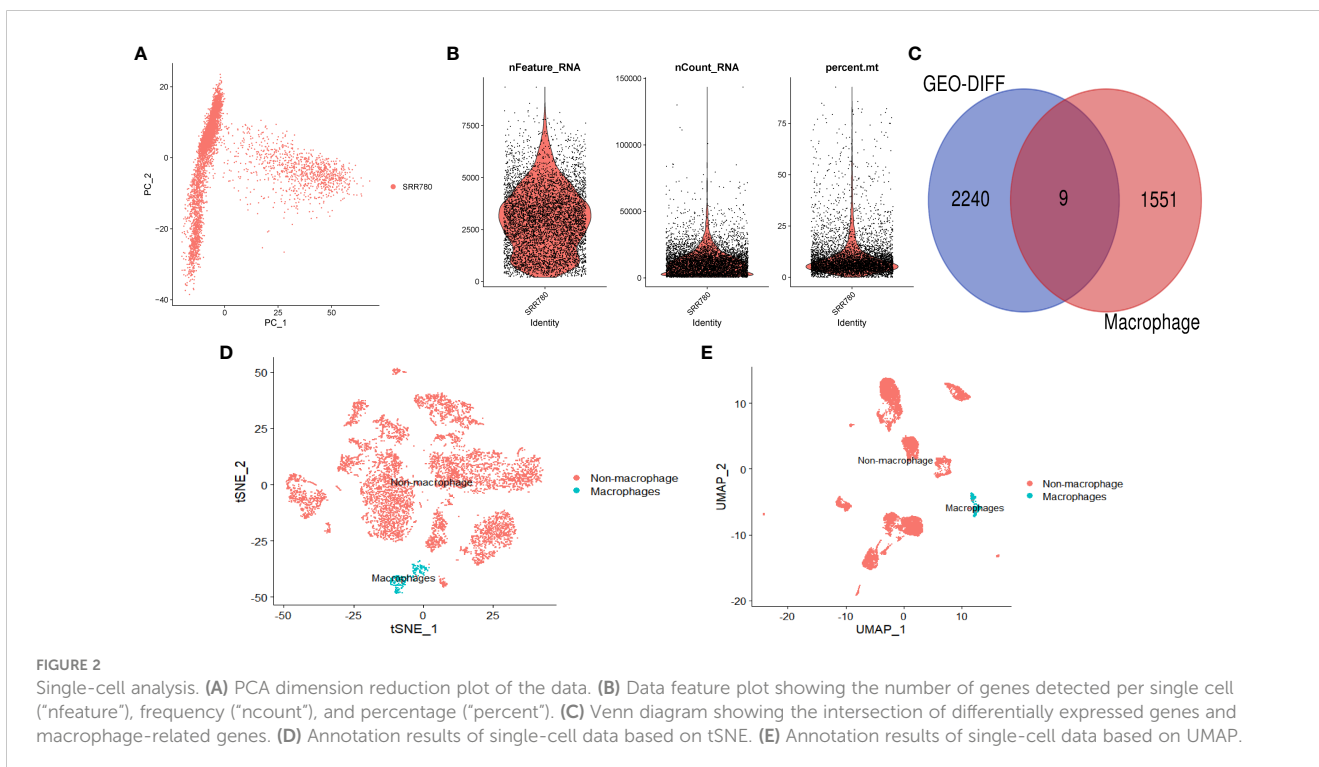 A
20
0
-20
-40
PC_2
0
25
50
PC_1
SRR780
B
nFeature_RNA
7500
5000
2500
0
SRR780
Identity
nCount_RNA
150000
100000
50000
0
SRR780
Identity
percent.mt
75
50
25
0
SRR780
Identity
C
GEO-DIFF
2240
9
1551
Macrophage
D
50
25
0
-25
-50
tSNE_2
Non-macrophage
Macrophages
-50
-25
0
25
tSNE_1
Non-macrophage
Macrophages
E
10
0
-10
-20
UMAP_2
Non-macrophage
Macrophages
-20
-10
0
10
UMAP_1
Non-macrophage
Macrophages
FIGURE 2
Single-cell analysis. (A) PCA dimension reduction plot of the data. (B) Data feature plot showing the number of genes detected per single cell
("nfeature"), frequency ("ncount"), and percentage ("percent"). (C) Venn diagram showing the intersection of differentially expressed genes and
macrophage-related genes. (D) Annotation results of single-cell data based on tSNE. (E) Annotation results of single-cell data based on UMAP.